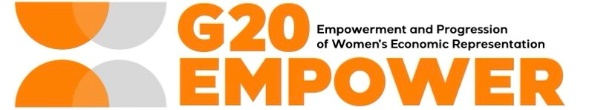 G20
Empowerment and Progression
of Women's Economic Representation
EMPOWER